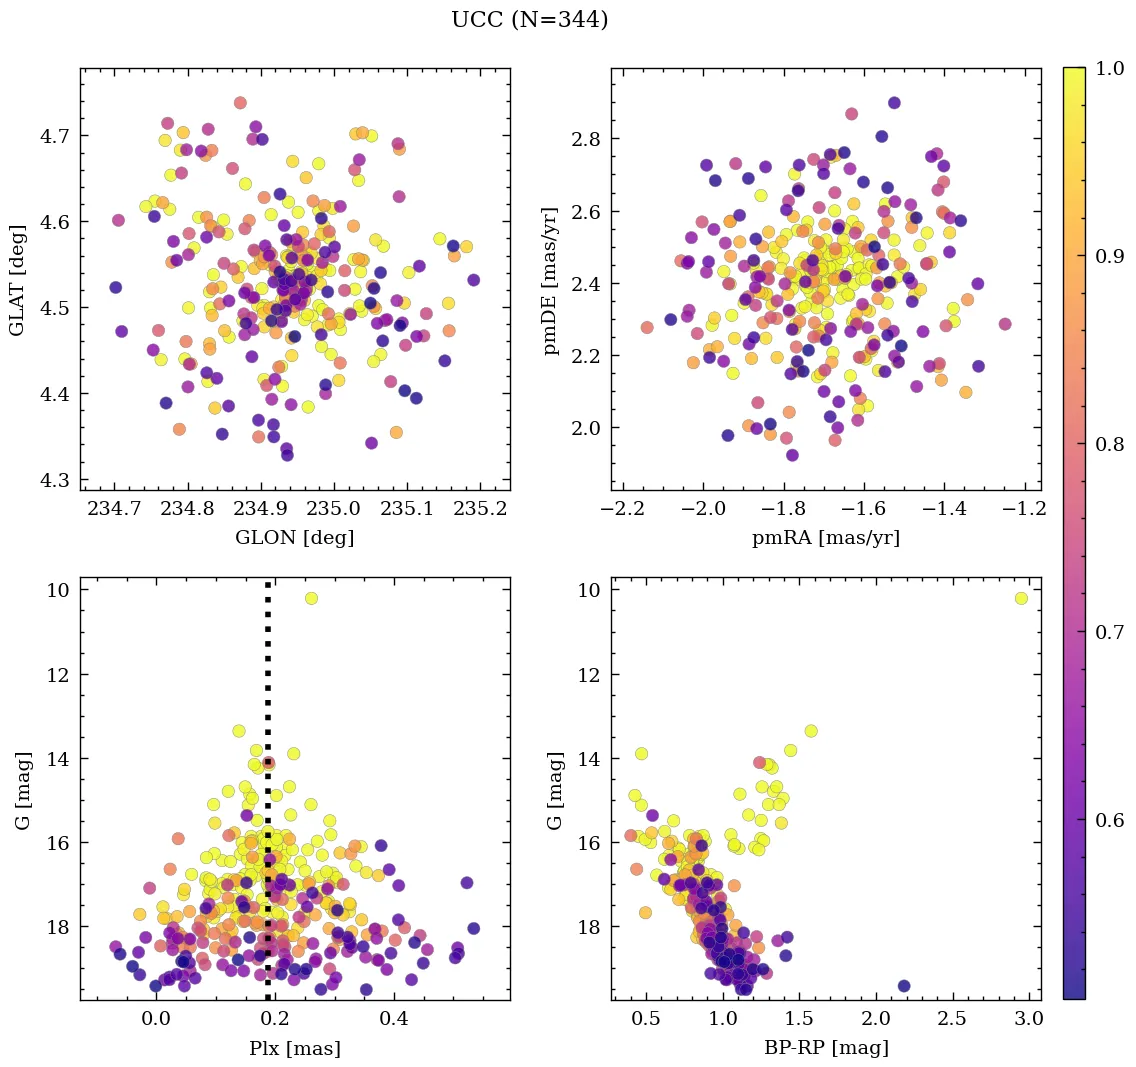 UCC (N=344)
4.7
4.6
4.5
4.4
4.3
GLAT [deg]
234.7 234.8 234.9 235.0 235.1 235.2
GLON [deg]
2.8
2.6
2.4
2.2
2.0
pmDE [mas/yr]
−2.2 −2.0 −1.8 −1.6 −1.4 −1.2
pmRA [mas/yr]
10
12
14
16
18
G [mag]
0.0 0.2 0.4
Plx [mas]
10
12
14
16
18
G [mag]
0.5 1.0 1.5 2.0 2.5 3.0
BP-RP [mag]
1.0
0.9
0.8
0.7
0.6